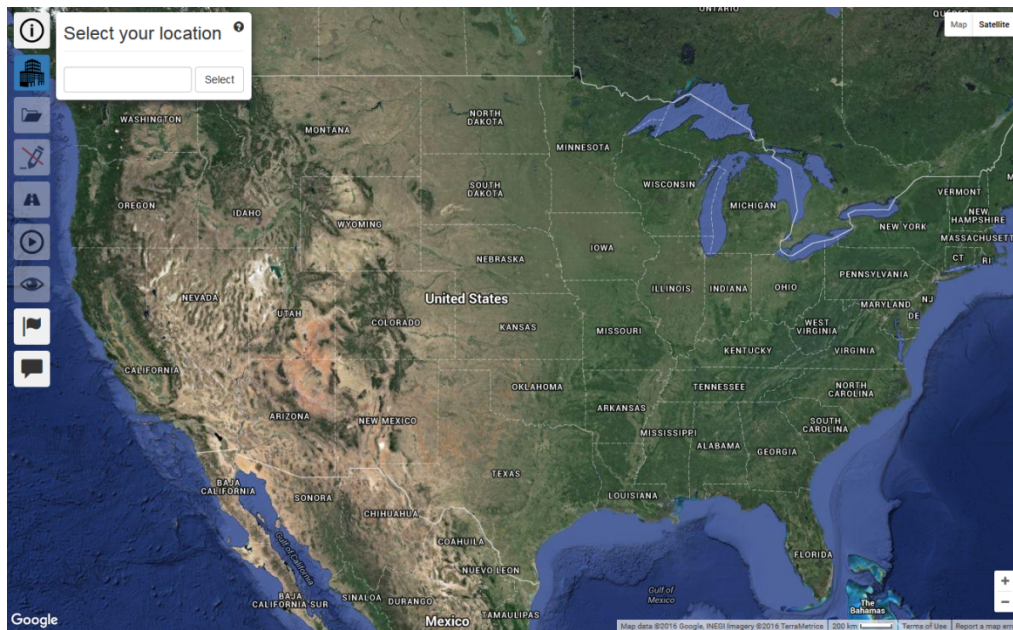 ONTARIO
Select your location
Select
Map
Satellite
WASHINGTON
MONTANA
NORTH
DAKOTA
MINNESOTA
SOUTH
DAKOTA
WISCONSIN
MICHIGAN
VERMONT
NEW
HAMPSHIRE
OREGON
IDAHO
WYOMING
NEW YORK
MASSACHUSETT
IOWA
NEBRASKA
CT
RI
PENNSYLVANIA
ILLINOIS
INDIANA
OHIO
NEVADA
UTAH
United States
MARYLAND
NJ
DE
COLORADO
KANSAS
MISSOURI
WEST
VIRGINIA
KENTUCKY
VIRGINIA
CALIFORNIA
OKLAHOMA
TENNESSEE
NORTH
CAROLINA
ARKANSAS
ARIZONA
NEW MEXICO
MISSISSIPPI
SOUTH
CAROLINA
ALABAMA
GEORGIA
TEXAS
BAJA
CALIFORNIA
SONORA
LOUISIANA
CHIHUAHUA
COAHUILA
Gulf of California
FLORIDA
NUEVO LEON
Gulf of
Mexico
BAJA
CALIFORNIA SUR
SINALOA
DURANGO
The
Bahamas
TAMAULIPAS
Mexico
Google
Map data ©2016 Google, INEGI Imagery ©2016 TerraMetrics
200 km
Terms of Use
Report a map err